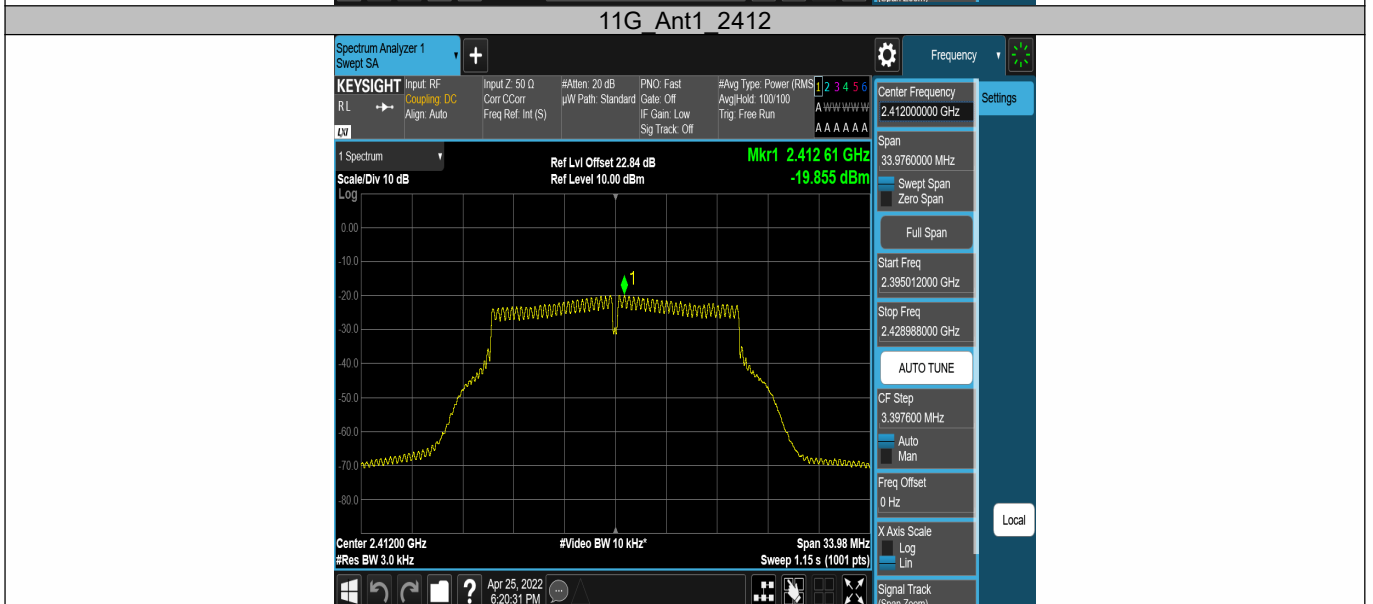 11G_Ant1_2412
Spectrum Analyzer 1
Swept SA
+
Frequency
KEYSIGHT
RL
LXI
Input: RF
Coupling: DC
Align: Auto
Input Z: 50 Ω
Corr CCorr
Freq Ref: Int (S)
#Atten: 20 dB
µW Path: Standard
PNO: Fast
Gate: Off
IF Gain: Low
Sig Track: Off
#Avg Type: Power (RMS
Avg|Hold: 100/100
Trig: Free Run
1 2 3 4 5 6
A W W W W W
A A A A A A
Center Frequency
2.412000000 GHz
Settings
Span
33.9760000 MHz
Swept Span
Zero Span
Full Span
Start Freq
2.395012000 GHz
Stop Freq
2.428988000 GHz
AUTO TUNE
CF Step
3.397600 MHz
Auto
Man
Freq Offset
0 Hz
X Axis Scale
Log
Lin
Signal Track
(Span Zoom)
Local
1 Spectrum
Scale/Div 10 dB
Log
Ref Lvl Offset 22.84 dB
Ref Level 10.00 dBm
Mkr1 2.412 61 GHz
-19.855 dBm
1
0.00
-10.0
-20.0
-30.0
-40.0
-50.0
-60.0
-70.0
-80.0
Center 2.41200 GHz
#Res BW 3.0 kHz
#Video BW 10 kHz*
Span 33.98 MHz
Sweep 1.15 s (1001 pts)
?
Apr 25, 2022
6:20:31 PM